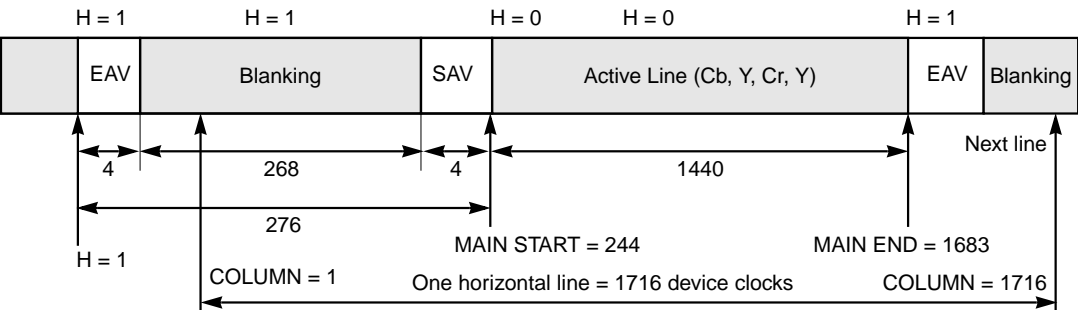 H = 1 H = 1 H = 0 H = 0 H = 1
EAV Blanking SAV Active Line (Cb, Y, Cr, Y) EAV Blanking
Next line
4 268 4 1440
276
MAIN START = 244 MAIN END = 1683
H = 1
COLUMN = 1 One horizontal line = 1716 device clocks COLUMN = 1716